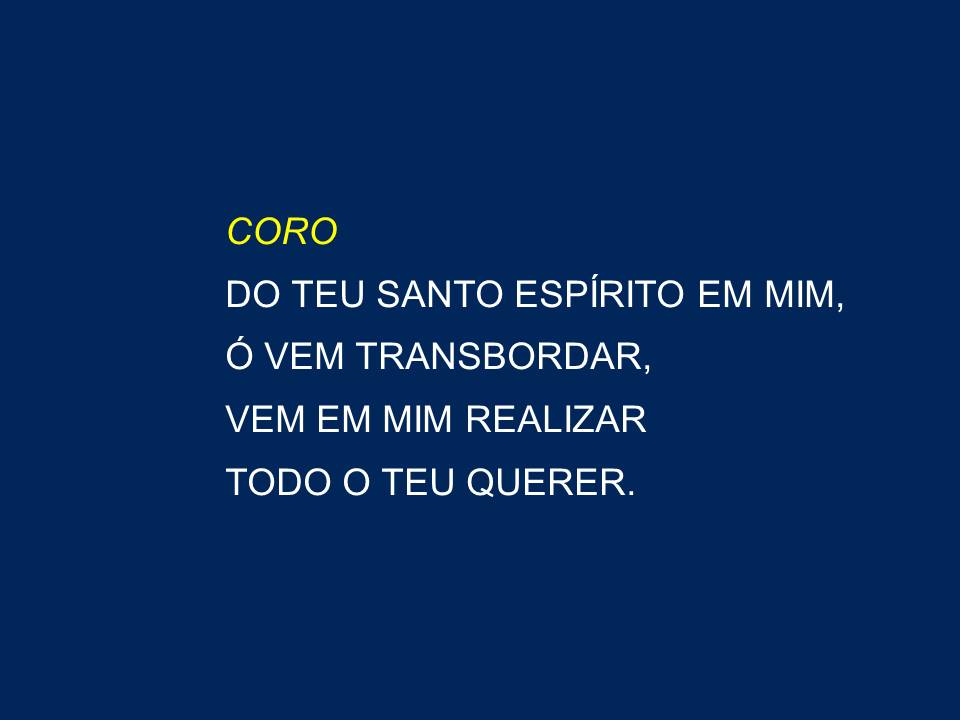 CORO
DO TEU SANTO ESPÍRITO EM MIM,
Ó VEM TRANSBORDAR,
VEM EM MIM REALIZAR
TODO O TEU QUERER.